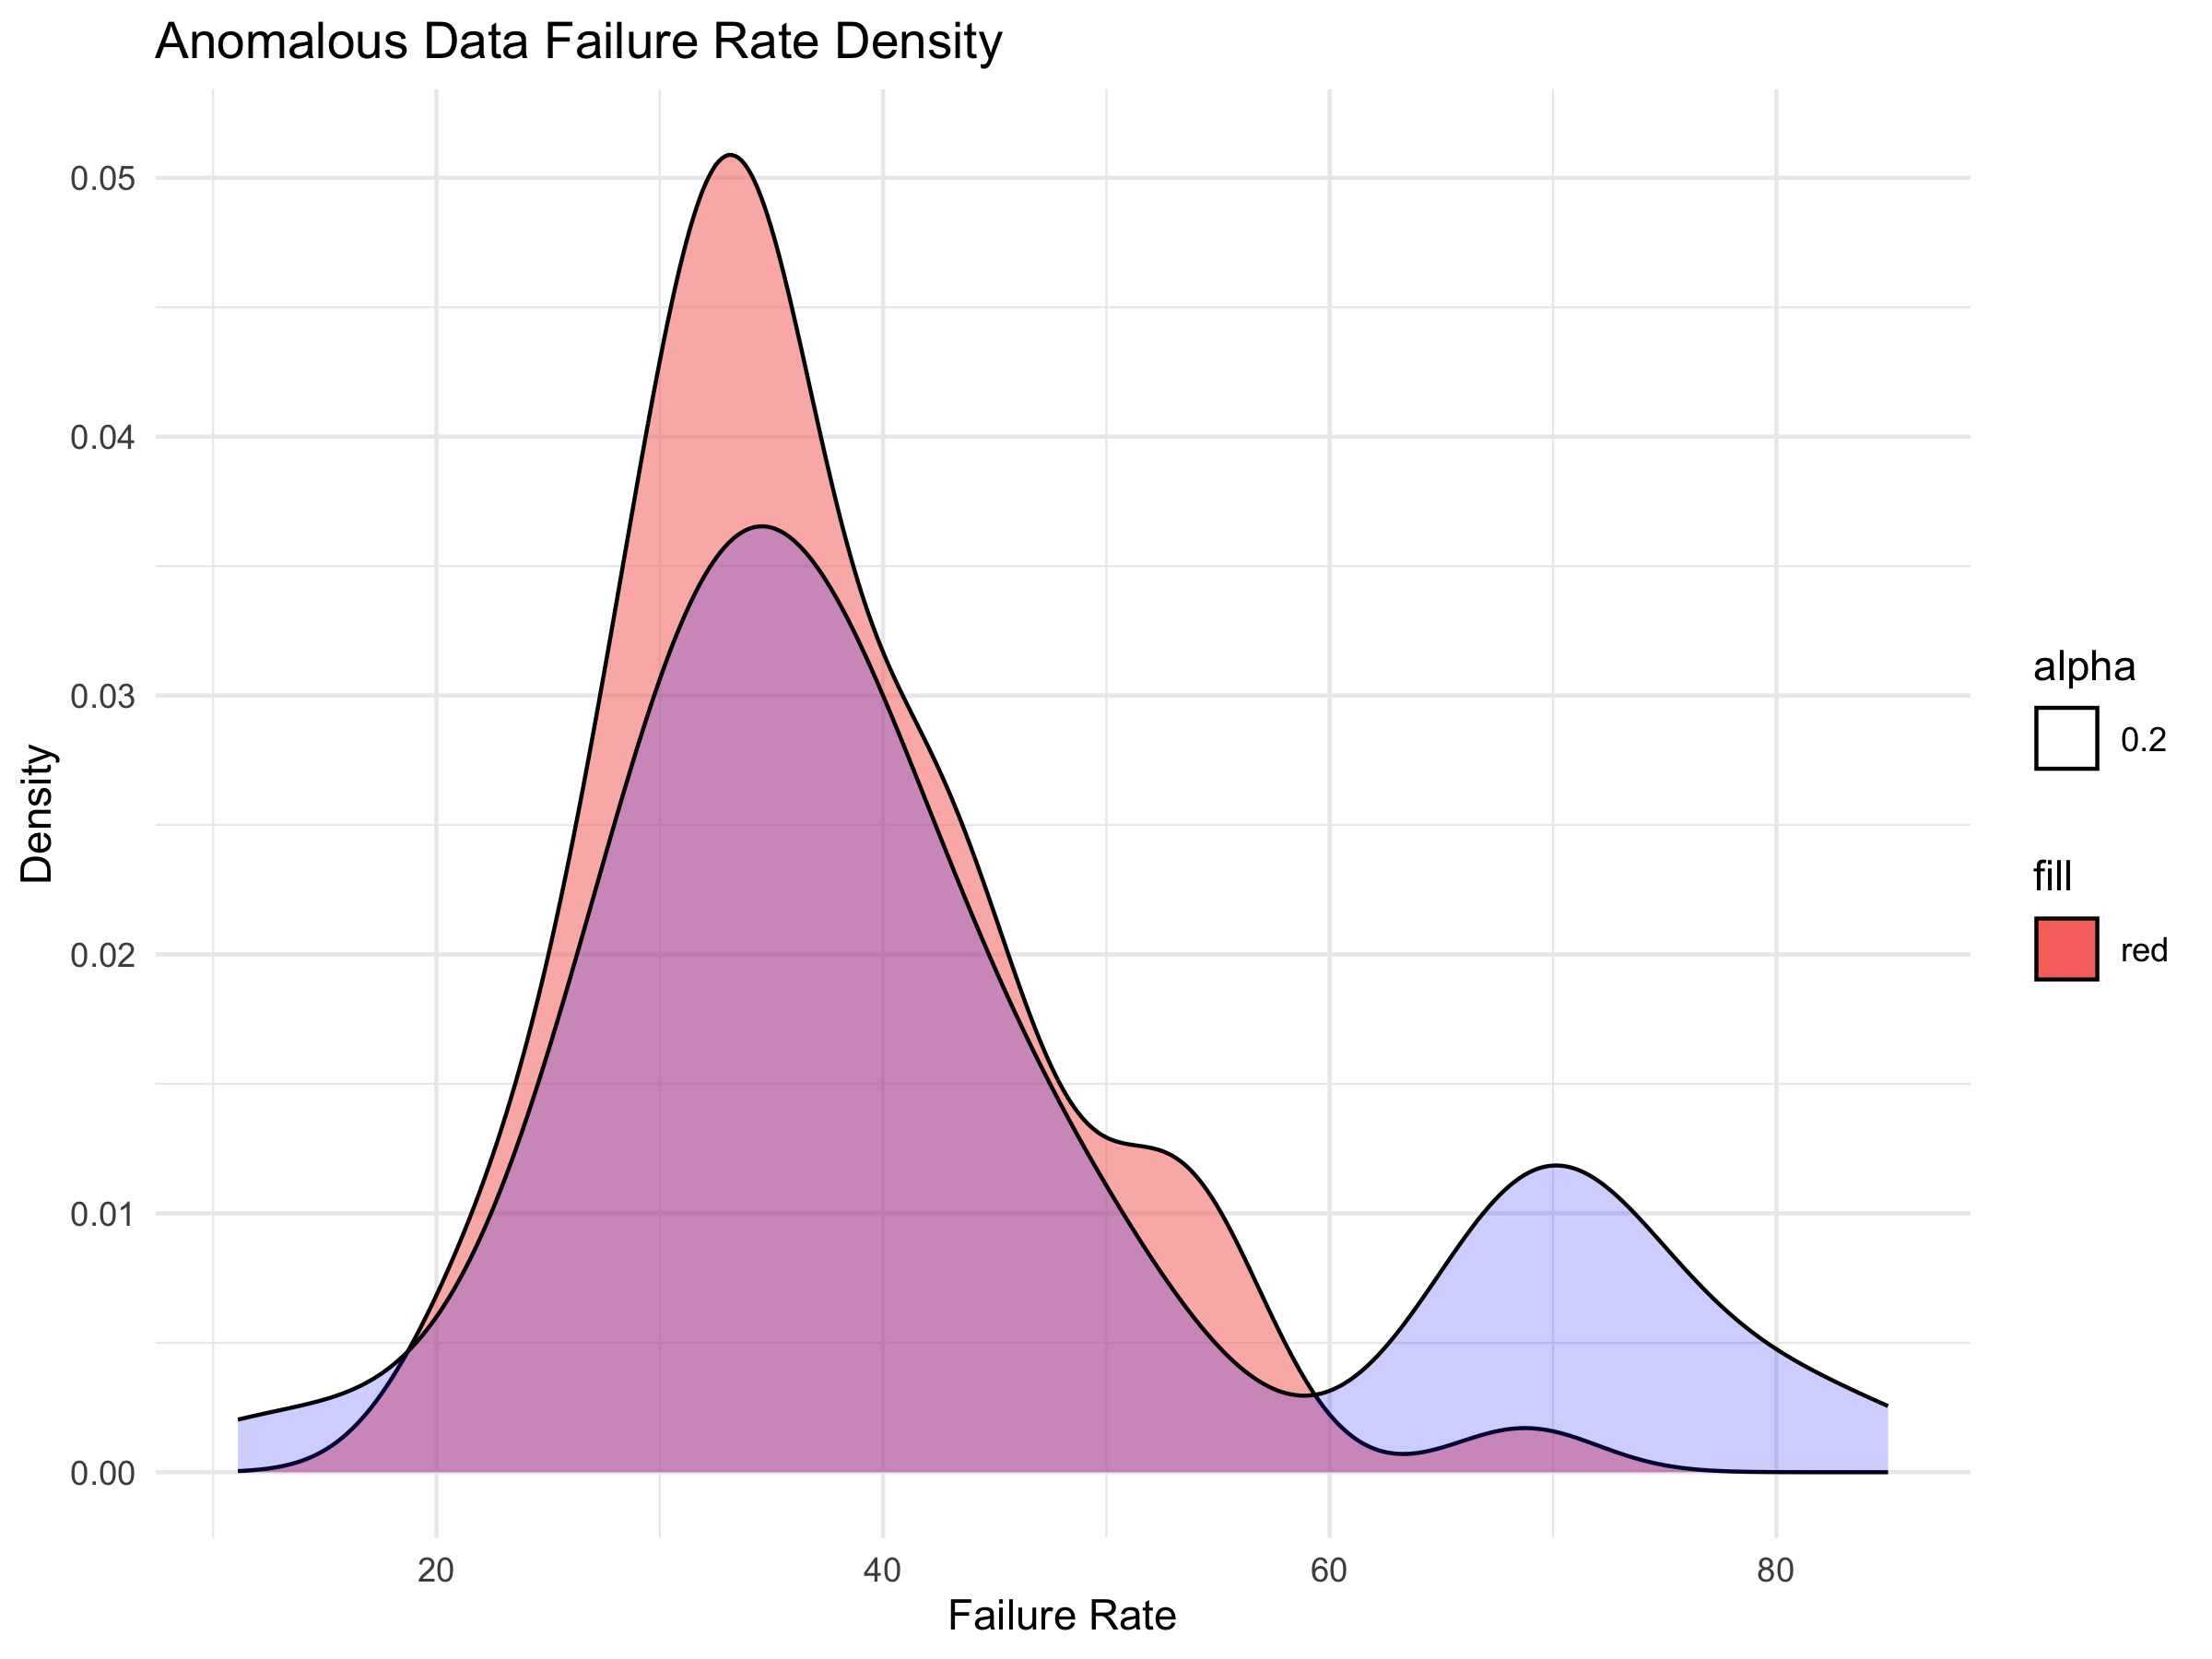 Anomalous Data Failure Rate Density
0.05
0.04
0.03
0.02
0.01
0.00
Density
20 40 60 80
Failure Rate
alpha
0.2
fill
red